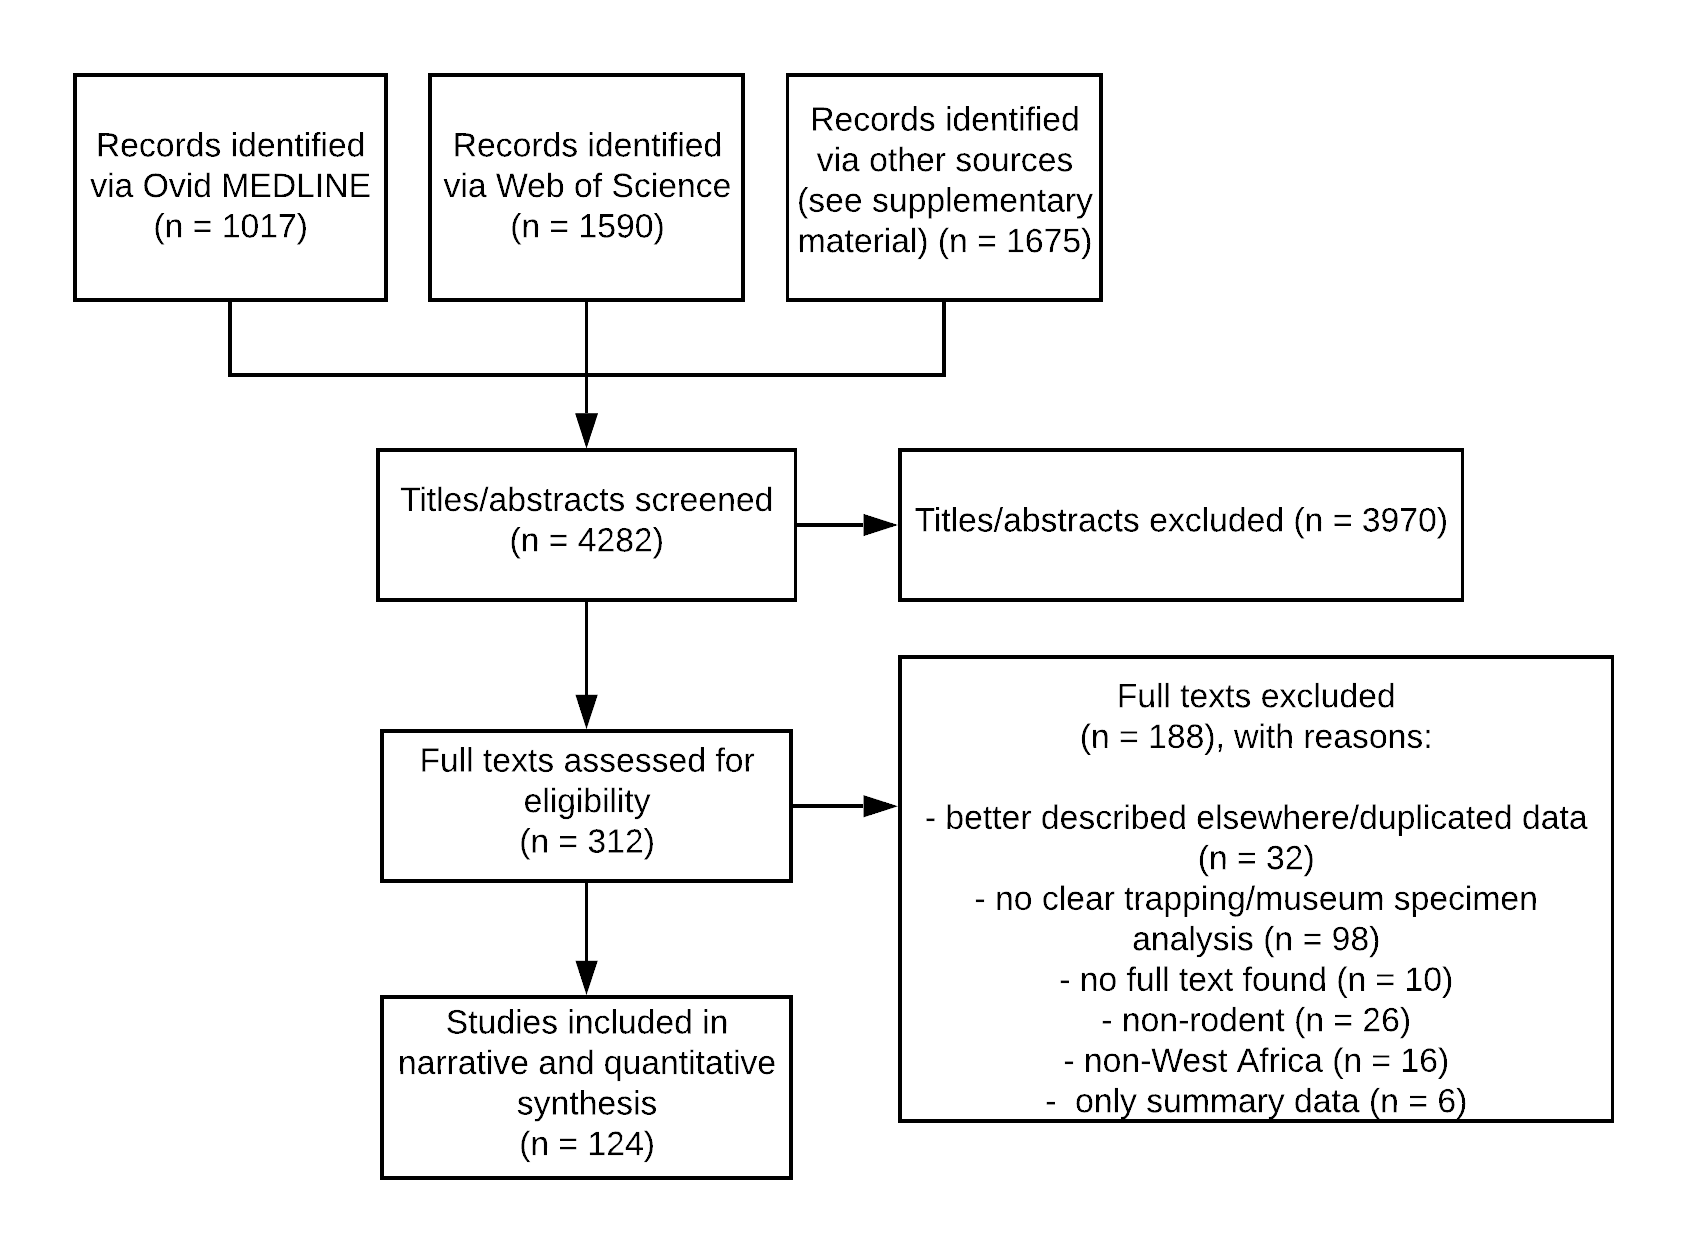 Records identified
via Ovid MEDLINE
(n = 1017)
Records identified
via Web of Science
(n = 1590)
Records identified
via other sources
(see supplementary
material) (n = 1675)
Titles/abstracts screened
(n = 4282)
Titles/abstracts excluded (n = 3970)
Full texts assessed for
eligibility
(n = 312)
Full texts excluded
(n = 188), with reasons:
- better described elsewhere/duplicated data
(n = 32)
- no clear trapping/museum specimen
analysis (n = 98)
- no full text found (n = 10)
- non-rodent (n = 26)
- non-West Africa (n = 16)
-  only summary data (n = 6)
Studies included in
narrative and quantitative
synthesis
(n = 124)